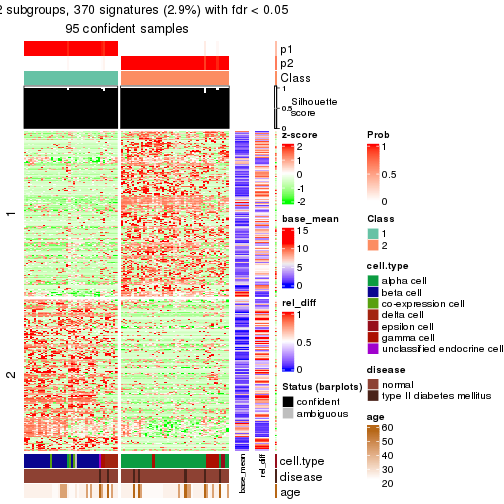 2 subgroups, 370 signatures (2.9%) with fdr < 0.05
95 confident samples
p1
p2
Class
1
0.5
0
Silhouette
score
1
2
z-score
2
1
0
-1
-2
base_mean
15
10
5
0
rel_diff
1
0.5
0
Status (barplots)
confident
ambiguous
Prob
1
0.5
0
Class
1
2
cell.type
alpha cell
beta cell
co-expression cell
delta cell
epsilon cell
gamma cell
unclassified endocrine cell
disease
normal
type II diabetes mellitus
age
60
50
40
30
20
base_mean
rel_diff
cell.type
disease
age